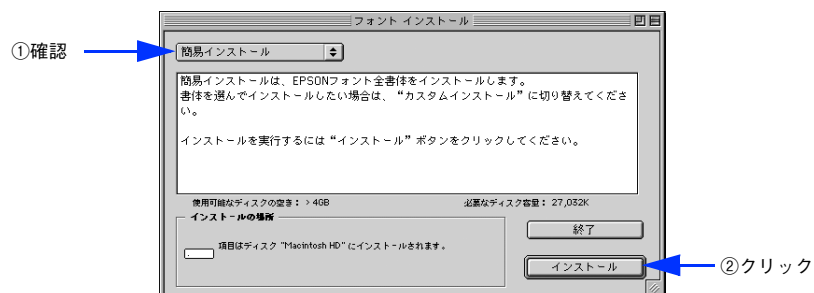 フォント インストール
①確認
簡易インストール
簡易インストールは、EPSONフォント全書体をインストールします。
書体を選んでインストールしたい場合は、“カスタムインストール”に切り替えてくださ
い。
インストールを実行するには“インストール”ボタンをクリックしてください。
使用可能なディスクの空き：＞4GB
必要なディスク容量：27,032K
インストールの場所
項目はディスク “Macintosh HD” にインストールされます。
終了
インストール
②クリック